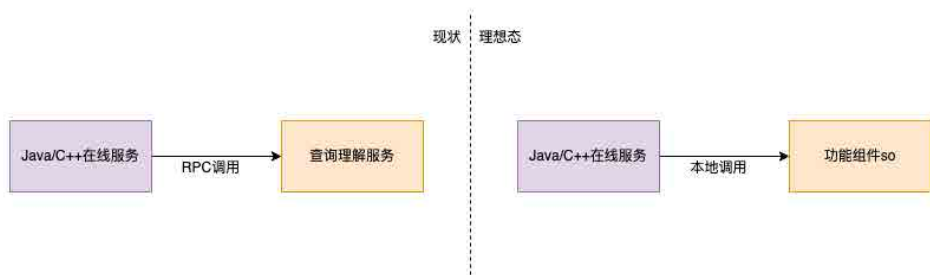 现状
理想态
Java/C++在线服务
RPC调用
查询理解服务
Java/C++在线服务
本地调用
功能组件so